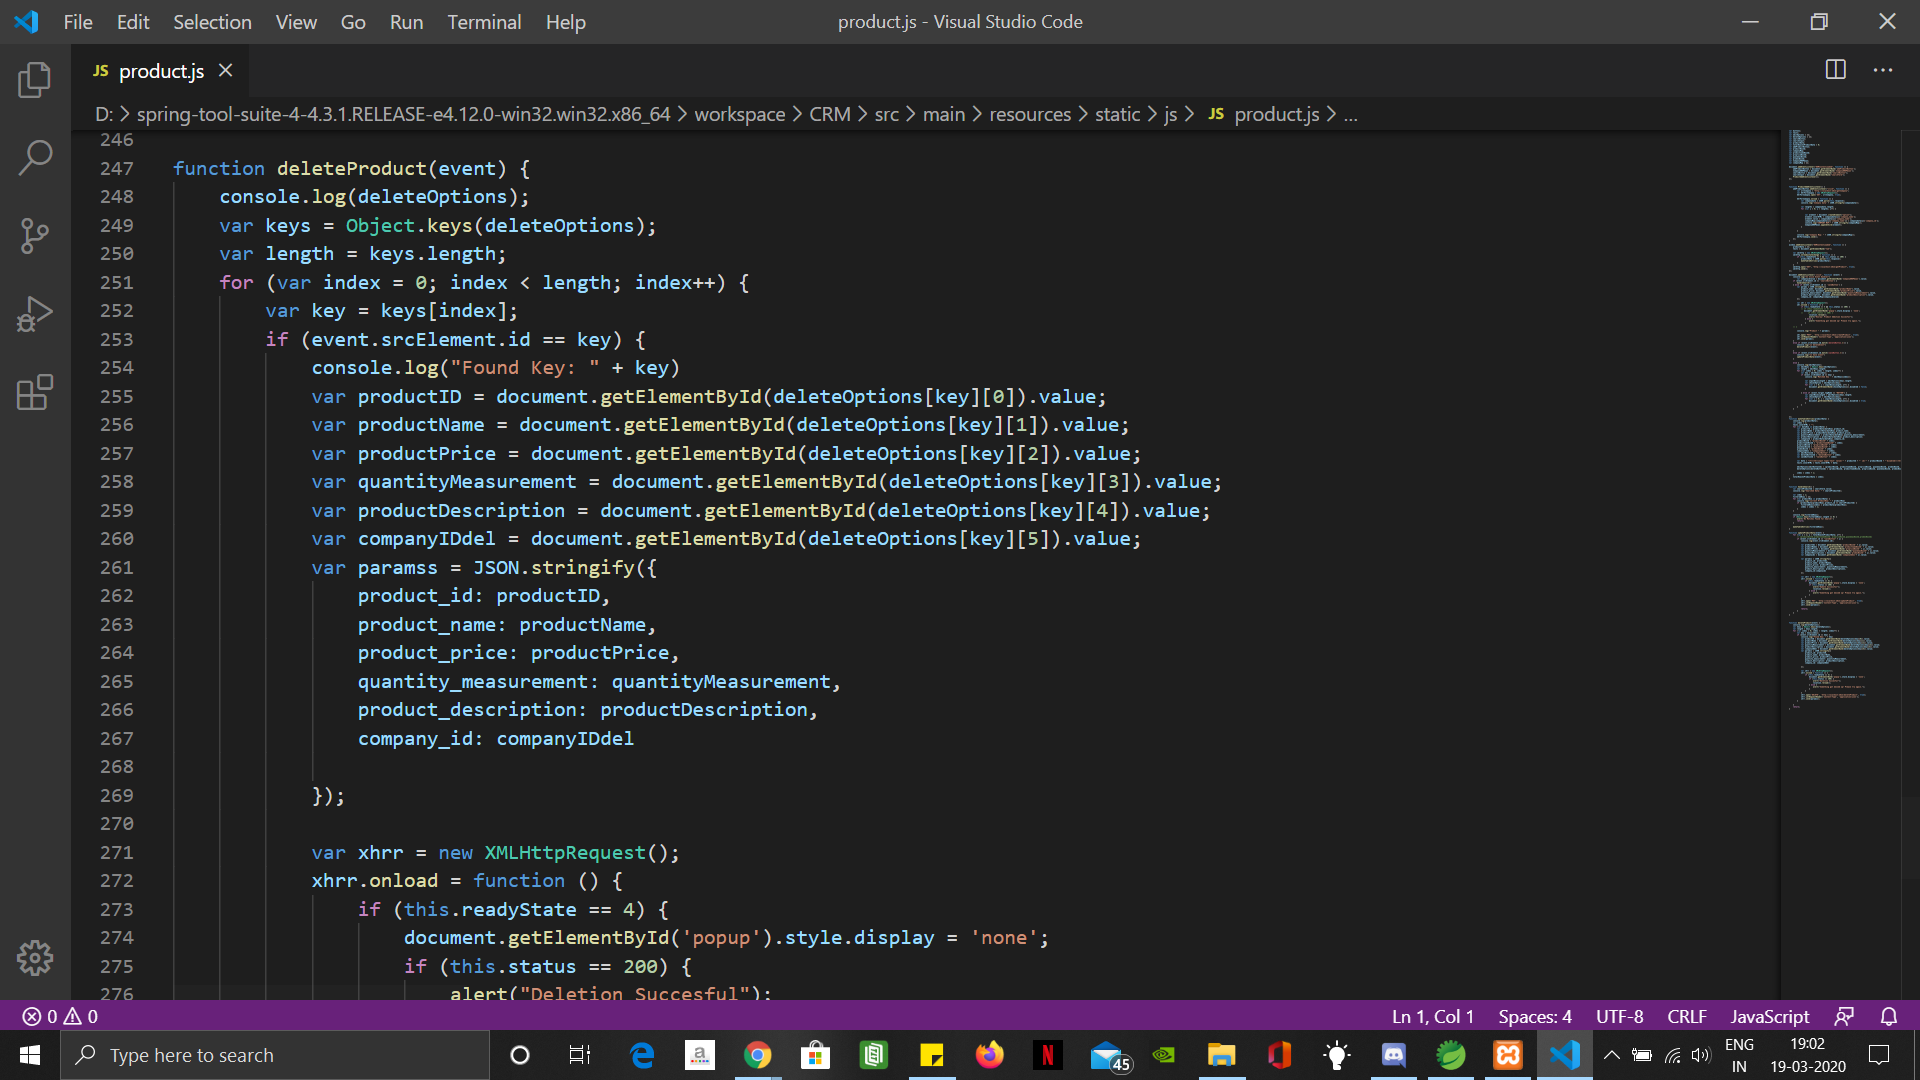 File Edit Selection View Go Run Terminal Help product.js - Visual Studio Code
JS product.js
D: > spring-tool-suite-4-4.3.1.RELEASE-e4.12.0-win32.win32.x86_64 > workspace > CRM > src > main > resources > static > js > JS product.js > ...
246
247 function deleteProduct(event) {
248 console.log(deleteOptions);
249 var keys = Object.keys(deleteOptions);
250 var length = keys.length;
251 for (var index = 0; index < length; index++) {
252 var key = keys[index];
253 if (event.srcElement.id == key) {
254 console.log("Found Key: " + key)
255 var productID = document.getElementById(deleteOptions[key][0]).value;
256 var productName = document.getElementById(deleteOptions[key][1]).value;
257 var productPrice = document.getElementById(deleteOptions[key][2]).value;
258 var quantityMeasurement = document.getElementById(deleteOptions[key][3]).value;
259 var productDescription = document.getElementById(deleteOptions[key][4]).value;
260 var companyIDdel = document.getElementById(deleteOptions[key][5]).value;
261 var paramss = JSON.stringify({
262 product_id: productID,
263 product_name: productName,
264 product_price: productPrice,
265 quantity_measurement: quantityMeasurement,
266 product_description: productDescription,
267 company_id: companyIDdel
268
269 });
270
271 var xhrr = new XMLHttpRequest();
272 xhrr.onload = function () {
273 if (this.readyState == 4) {
274 document.getElementById('popup').style.display = 'none';
275 if (this.status == 200) {
276 alert("Deletion Succesful");
0 0 Ln 1, Col 1 Spaces: 4 UTF-8 CRLF JavaScript
Type here to search 45 ENG IN 19:02 19-03-2020